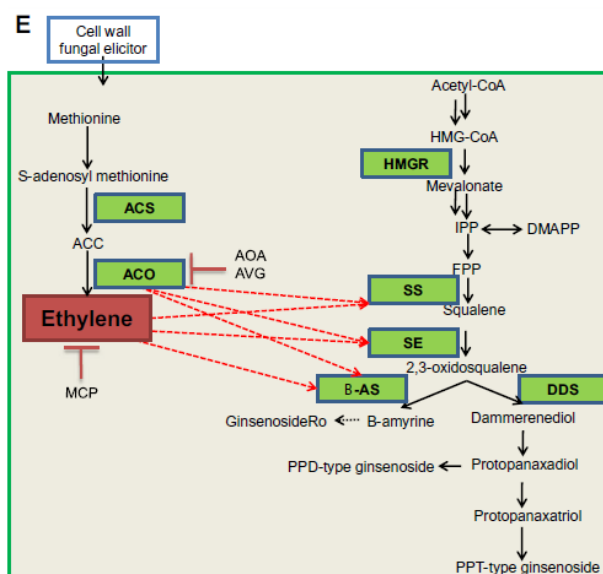 E
Cell wall
fungal elicitor
Methionine
S-adenosyl methionine
ACS
ACC
ACO
AOA
AVG
Ethylene
MCP
Acetyl-CoA
HMG-CoA
HMGR
Mevalonate
IPP
DMAPP
FPP
SS
Squalene
SE
2,3-oxidosqualene
B-AS
DDS
GinsenosideRo
B-amyrine
Dammerenediol
PPD-type ginsenoside
Protopanaxadiol
Protopanaxatriol
PPT-type ginsenoside